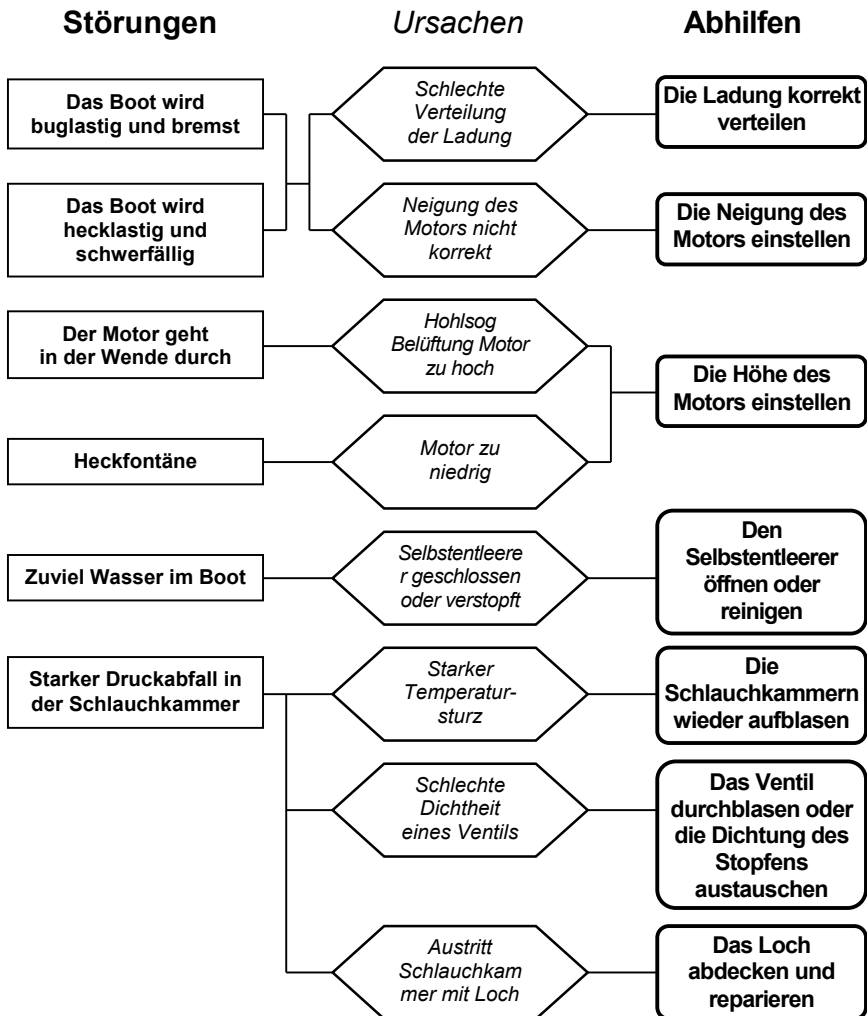 Störungen
Ursachen
Abhilfen
Das Boot wird
buglastig und bremst
Schlechte
Verteilung
der Ladung
Die Ladung korrekt
verteilen
Das Boot wird
hecklastig und
schwerfällig
Neigung des
Motors nicht
korrekt
Die Neigung des
Motors einstellen
Der Motor geht
in der Wende durch
Hohlsog
Belüftung Motor
zu hoch
Die Höhe des
Motors einstellen
Heckfontäne
Motor zu
niedrig
Zuviel Wasser im Boot
Selbstentleere
r geschlossen
oder verstopft
Den
Selbstentleerer
öffnen oder
reinigen
Starker Druckabfall in
der Schlauchkammer
Starker
Temperatur-
sturz
Die
Schlauchkammern
wieder aufblasen
Schlechte
Dichtheit
eines Ventils
Das Ventil
durchblasen oder
die Dichtung des
Stopfens
austauschen
Austritt
Schlauchkam
mer mit Loch
Das Loch
abdecken und
reparieren